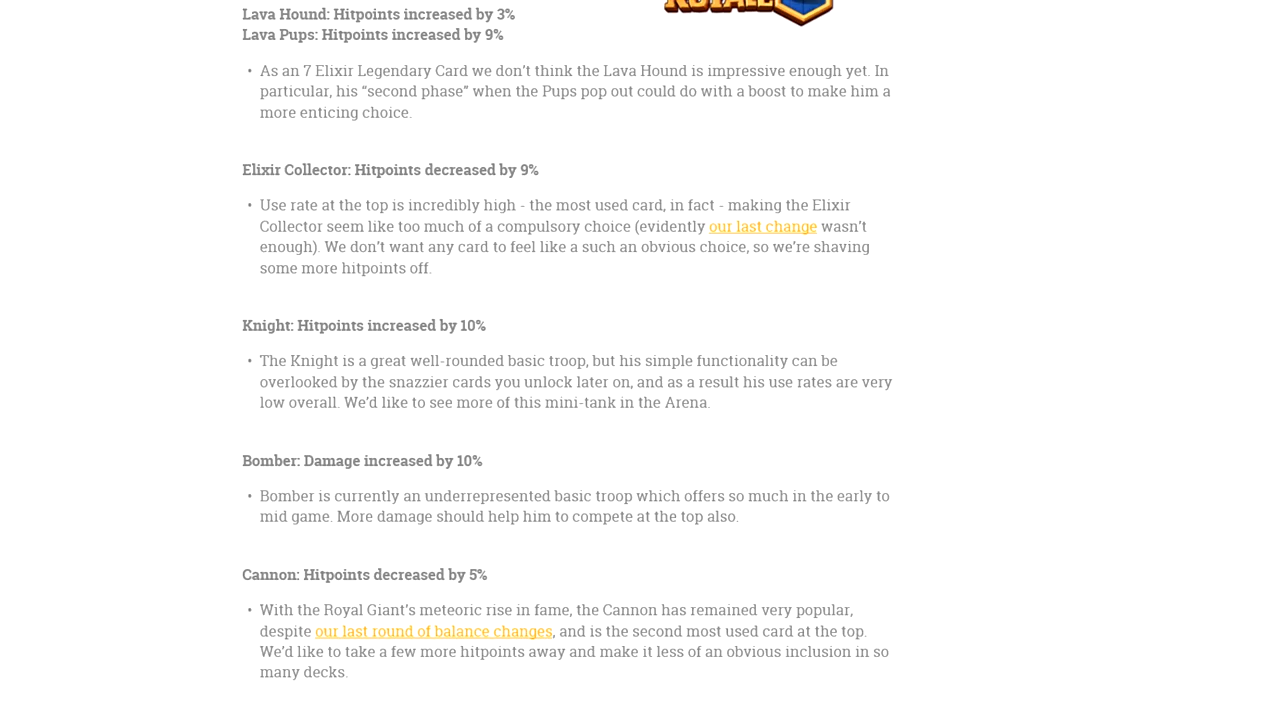 ROYALE
Lava Hound: Hitpoints increased by 3%
Lava Pups: Hitpoints increased by 9%
• As an 7 Elixir Legendary Card we don’t think the Lava Hound is impressive enough yet. In
particular, his “second phase” when the Pups pop out could do with a boost to make him a
more enticing choice.
Elixir Collector: Hitpoints decreased by 9%
• Use rate at the top is incredibly high - the most used card, in fact - making the Elixir
Collector seem like too much of a compulsory choice (evidently our last change wasn’t
enough). We don’t want any card to feel like a such an obvious choice, so we’re shaving
some more hitpoints off.
Knight: Hitpoints increased by 10%
• The Knight is a great well-rounded basic troop, but his simple functionality can be
overlooked by the snazzier cards you unlock later on, and as a result his use rates are very
low overall. We’d like to see more of this mini-tank in the Arena.
Bomber: Damage increased by 10%
• Bomber is currently an underrepresented basic troop which offers so much in the early to
mid game. More damage should help him to compete at the top also.
Cannon: Hitpoints decreased by 5%
• With the Royal Giant’s meteoric rise in fame, the Cannon has remained very popular,
despite our last round of balance changes, and is the second most used card at the top.
We’d like to take a few more hitpoints away and make it less of an obvious inclusion in so
many decks.